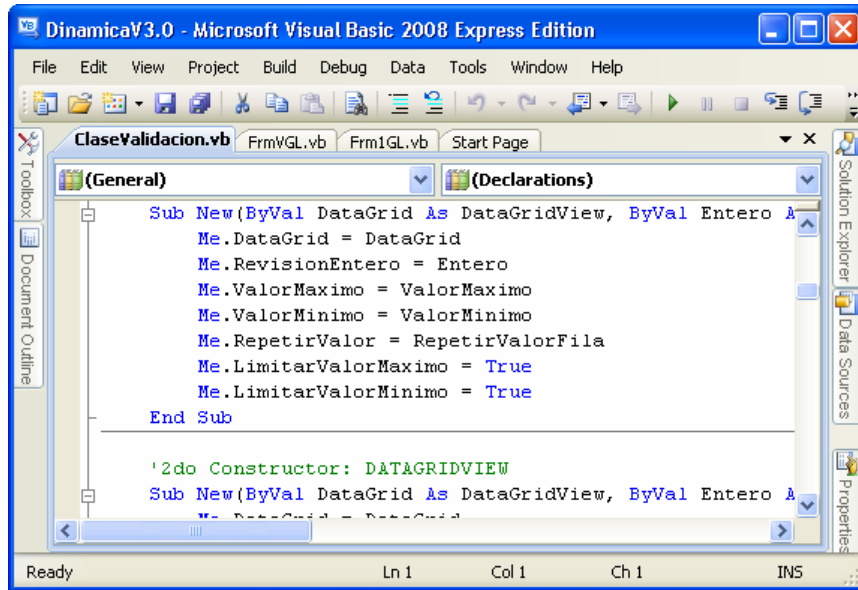 DinamicaV3.0 - Microsoft Visual Basic 2008 Express Edition
File Edit View Project Build Debug Data Tools Window Help
ClaseValidacion.vb FrmVGL.vb Frm1GL.vb Start Page
(General) (Declarations)
Sub New(ByVal DataGrid As DataGridView, ByVal Entero A
Me.DataGrid = DataGrid
Me.RevisionEntero = Entero
Me.ValorMaximo = ValorMaximo
Me.ValorMinimo = ValorMinimo
Me.RepetirValor = RepetirValorFila
Me.LimitarValorMaximo = True
Me.LimitarValorMinimo = True
End Sub
'2do Constructor: DATAGRIDVIEW
Sub New(ByVal DataGrid As DataGridView, ByVal Entero A
Me.DataGrid = DataGrid
Toolbox
Document Outline
Solution Explorer
Data Sources
Properties
Ready Ln 1 Col 1 Ch 1 INS